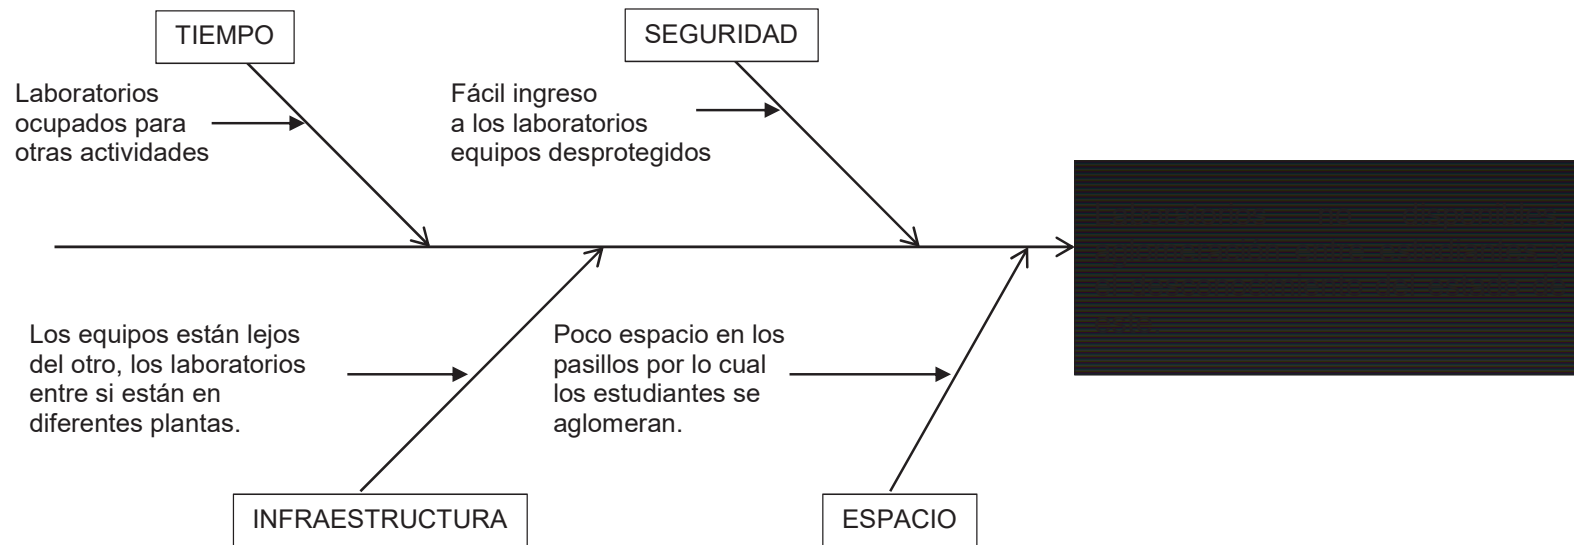 TIEMPO
SEGURIDAD
Laboratorios
ocupados para
otras actividades
Fácil ingreso
a los laboratorios
equipos desprotegidos
Los equipos están lejos
del otro, los laboratorios
entre si están en
diferentes plantas.
Poco espacio en los
pasillos por lo cual
los estudiantes se
aglomeran.
INFRAESTRUCTURA
ESPACIO